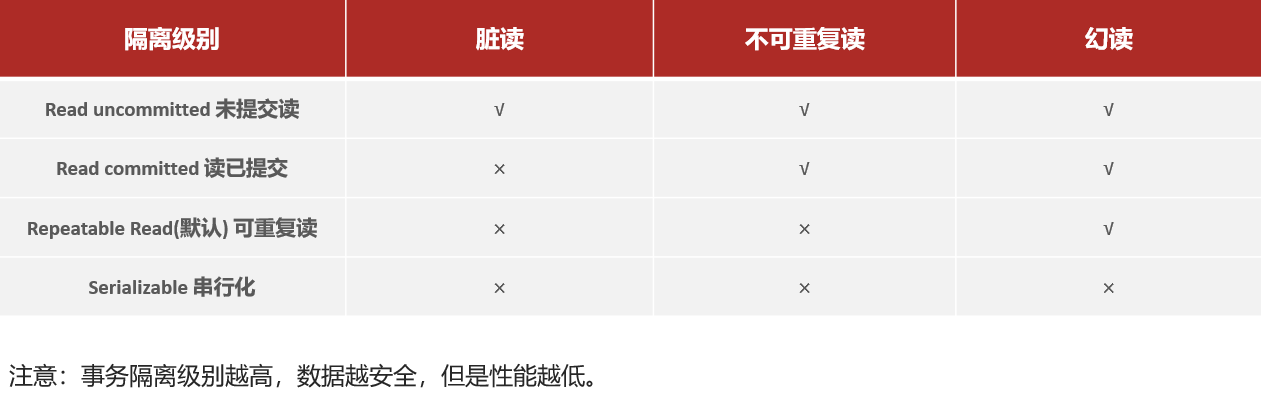 隔离级别 脏读 不可重复读 幻读
Read uncommitted 未提交读 √ √ √
Read committed 读已提交 × √ √
Repeatable Read(默认) 可重复读 × × √
Serializable 串行化 × × ×
注意：事务隔离级别越高，数据越安全，但是性能越低。